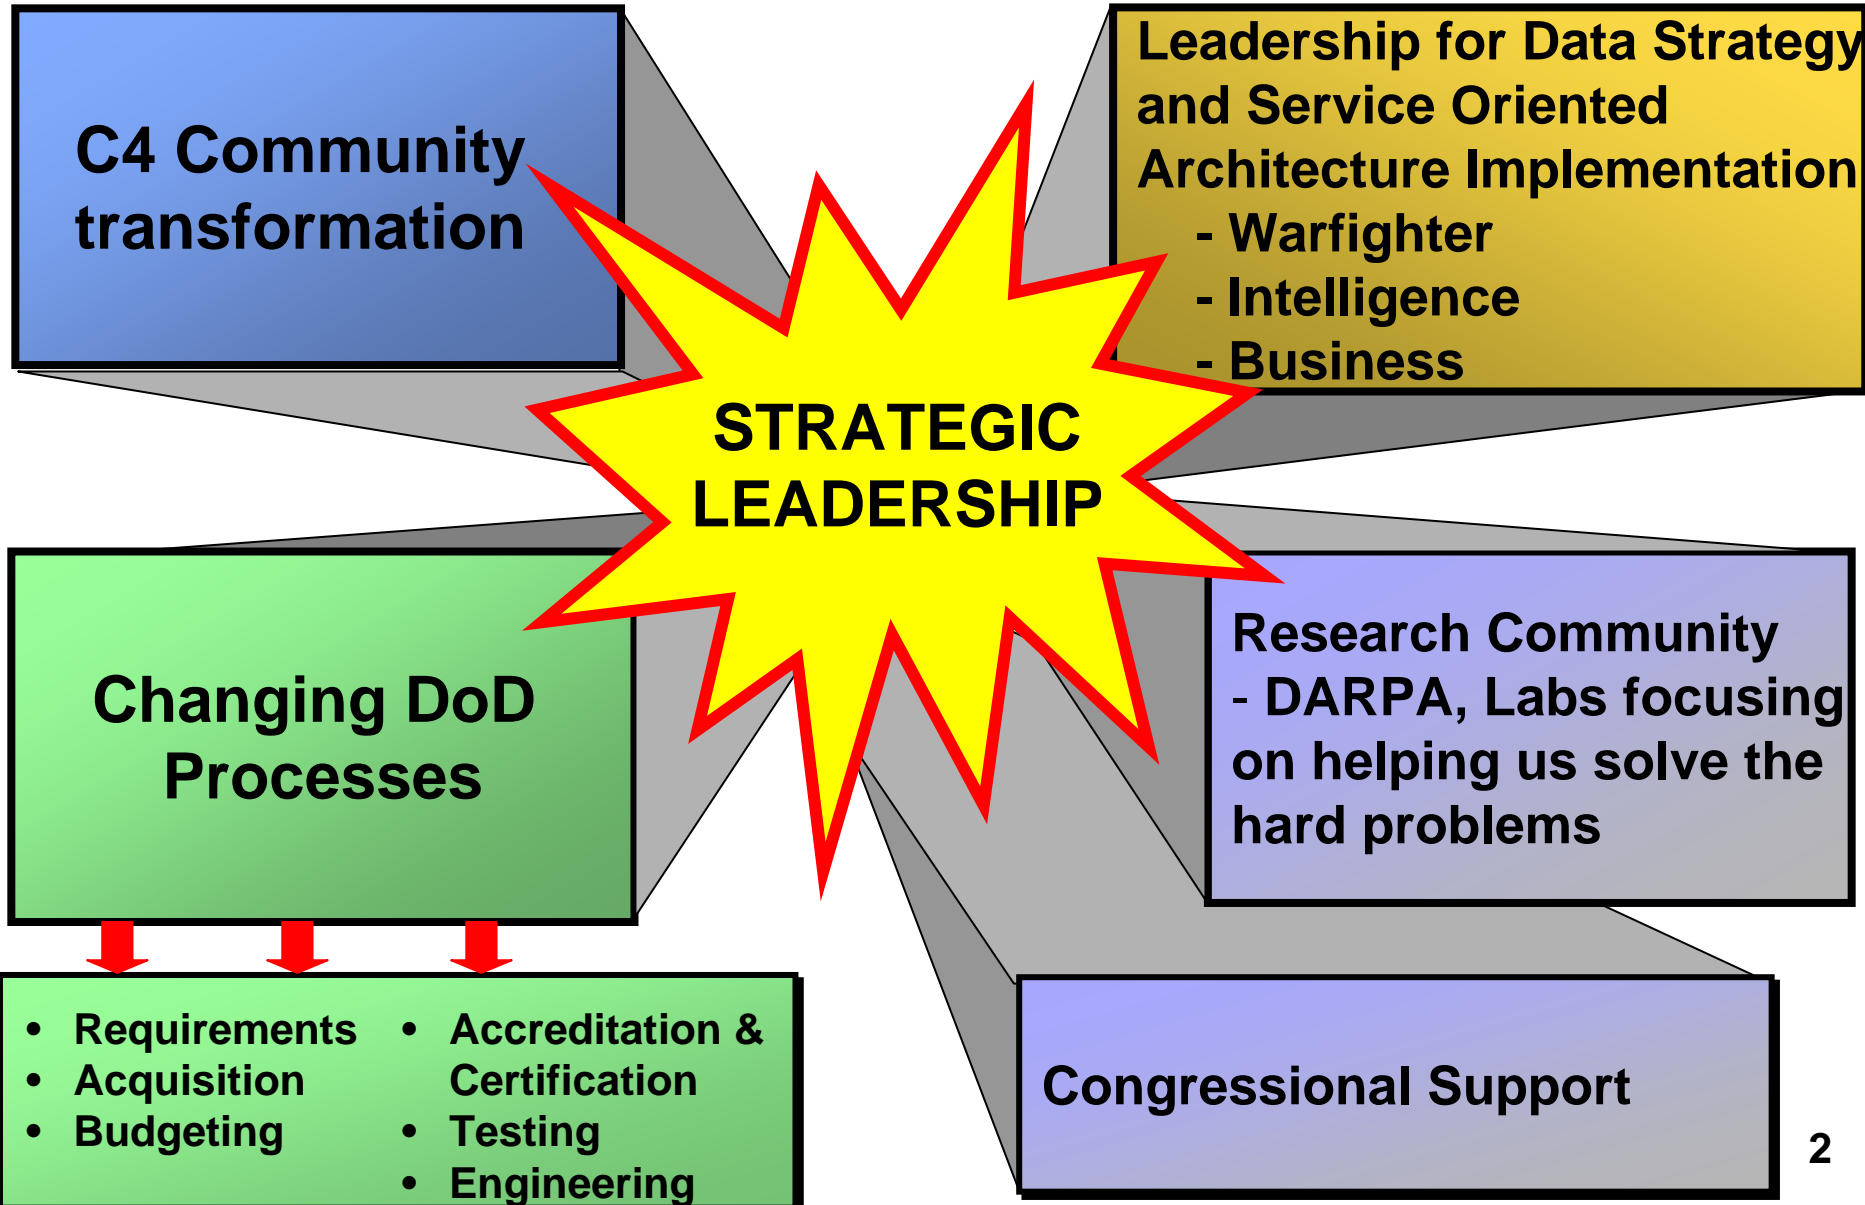 C4 Community
transformation
Leadership for Data Strategy
and Service Oriented
Architecture Implementation
- Warfighter
- Intelligence
- Business
STRATEGIC
LEADERSHIP
Changing DoD
Processes
Research Community
- DARPA, Labs focusing
on helping us solve the
hard problems
• Requirements
• Acquisition
• Budgeting
• Accreditation &
Certification
• Testing
• Engineering
Congressional Support
2